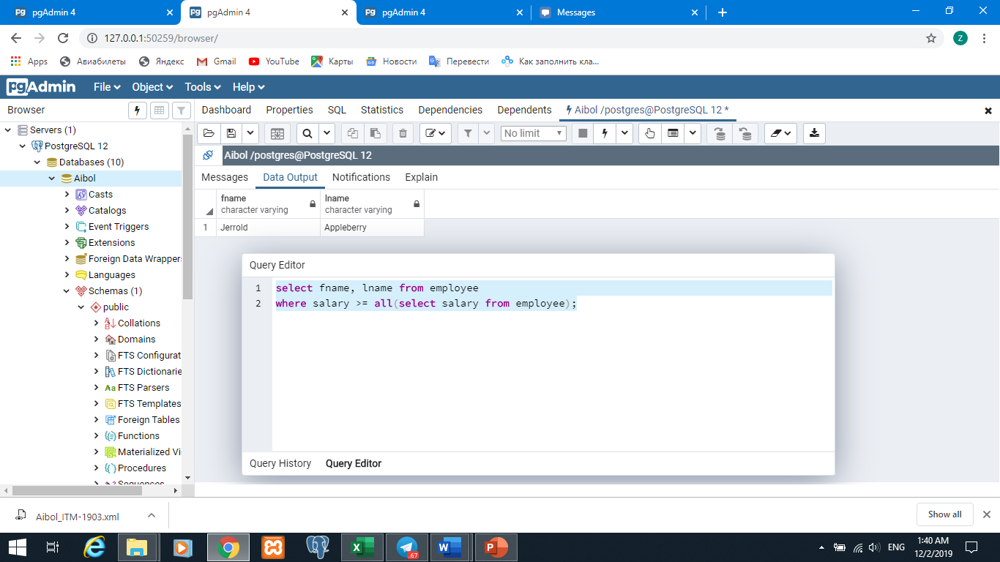 pgAdmin 4
pgAdmin 4
pgAdmin 4
Messages
127.0.0.1:50259/browser/
Z
Apps Авиабилеты Яндекс Gmail YouTube Карты Новости Перевести Как заполнить кла...
pgAdmin File Object Tools Help
Browser
Dashboard Properties SQL Statistics Dependencies Dependents Aibol /postgres@PostgreSQL 12 *
No limit
Aibol /postgres@PostgreSQL 12
Servers (1)
PostgreSQL 12
Databases (10)
Aibol
Casts
Catalogs
Event Triggers
Extensions
Foreign Data Wrapper
Languages
Schemas (1)
public
Collations
Domains
FTS Configurat
FTS Dictionarie
Aa FTS Parsers
FTS Templates
Foreign Tables
Functions
Materialized Vi
Procedures
Sequences
Messages Data Output Notifications Explain
fname lname
character varying character varying
1 Jerrold Appleberry
Query Editor
1 select fname, lname from employee
2 where salary >= all(select salary from employee);
Query History Query Editor
Aibol_ITM-1903.xml
Show all
.67
ENG
1:40 AM
12/2/2019